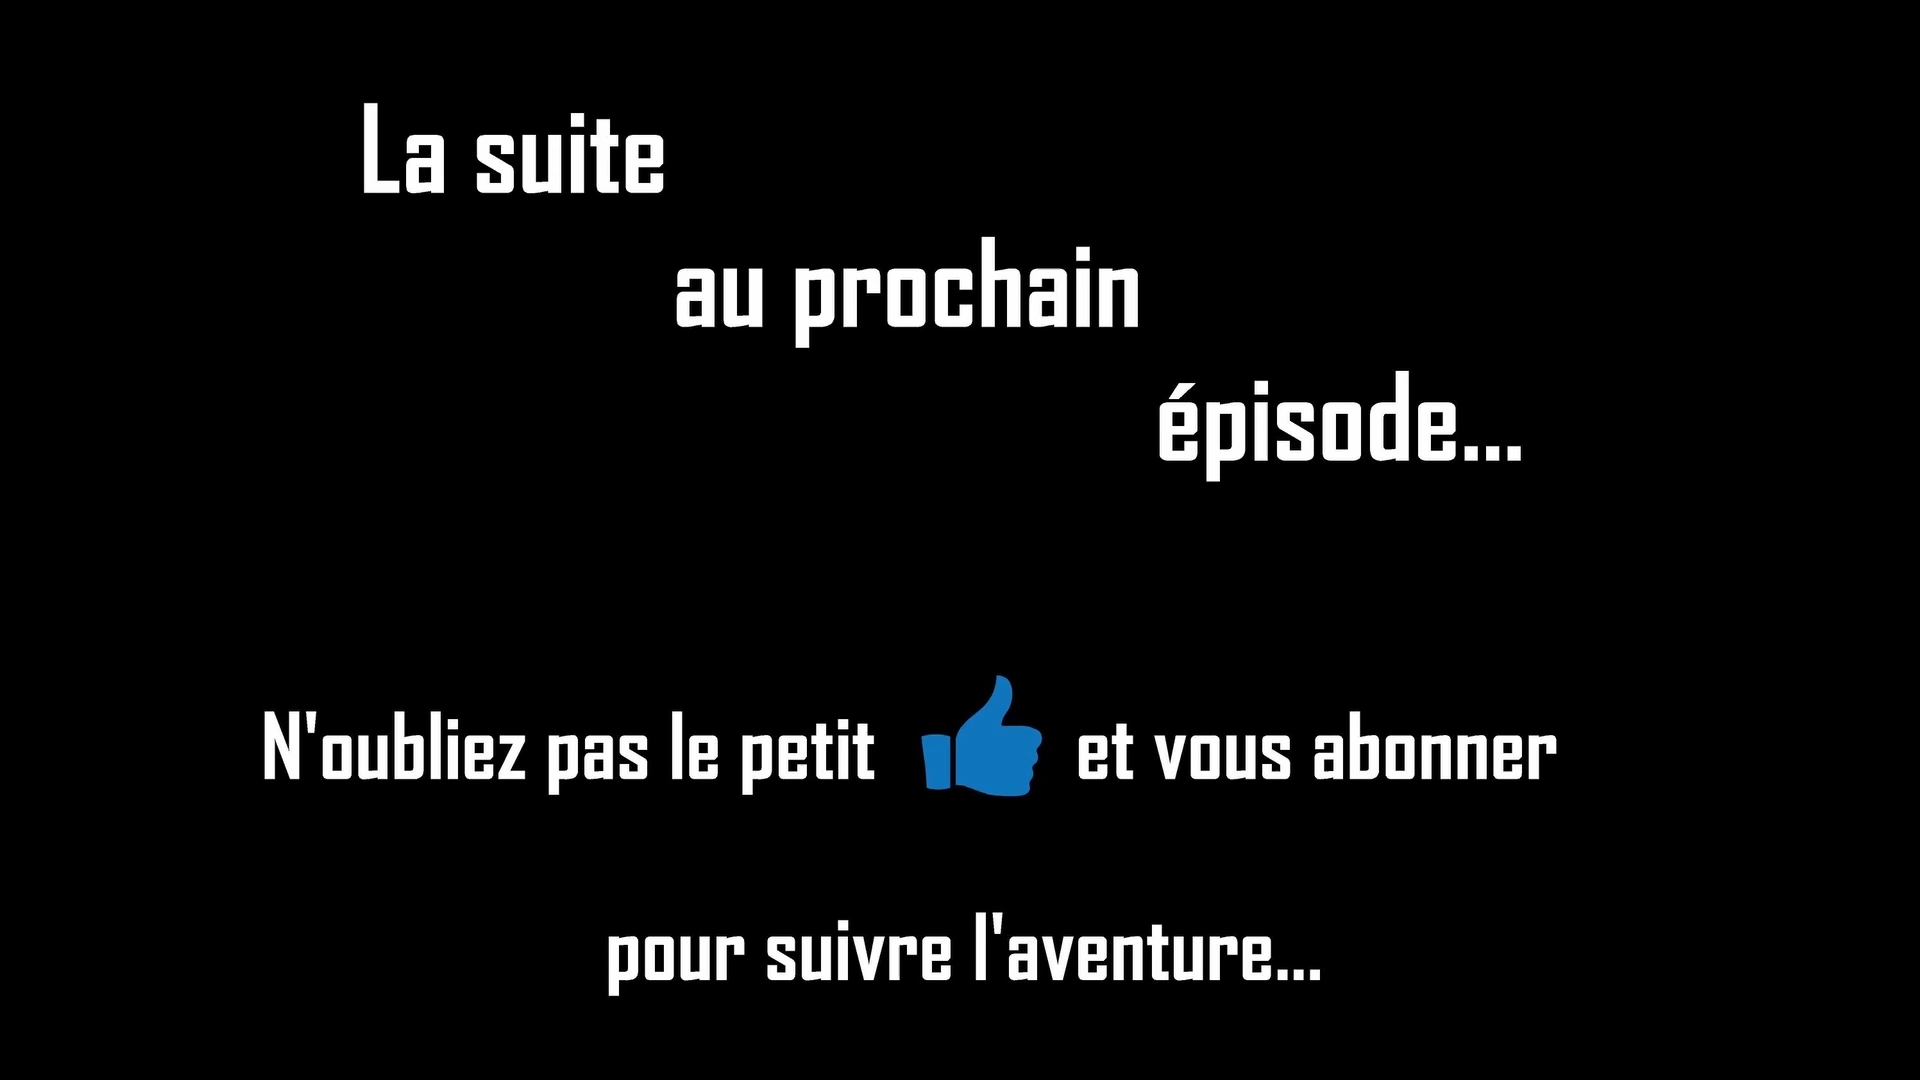 La suite
au prochain
épisode...
N'oubliez pas le petit et vous abonner
pour suivre l'aventure...